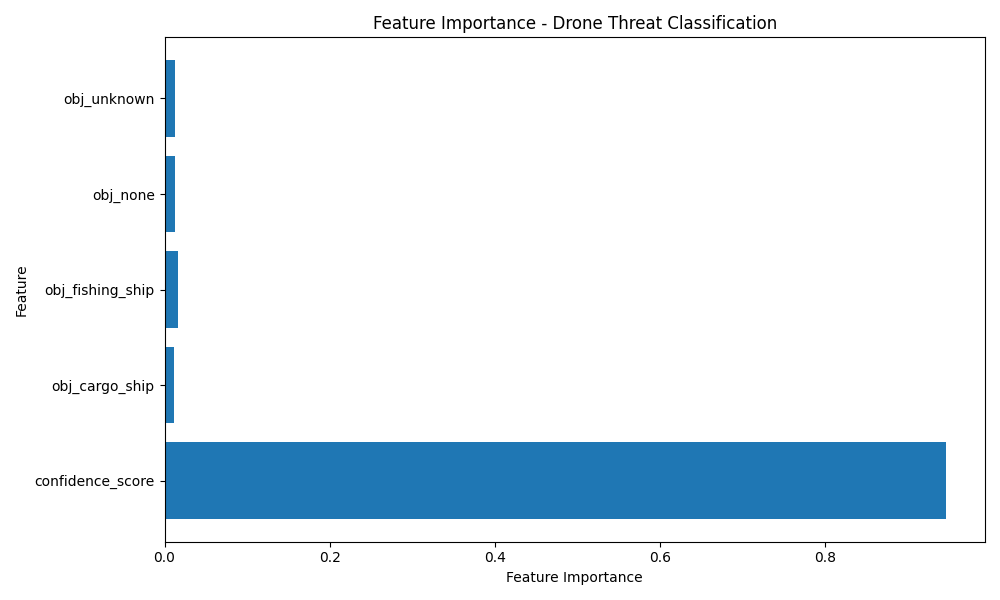 Feature Importance - Drone Threat Classification
obj_unknown
obj_none
obj_fishing_ship
obj_cargo_ship
confidence_score
Feature
0.0 0.2 0.4 0.6 0.8
Feature Importance